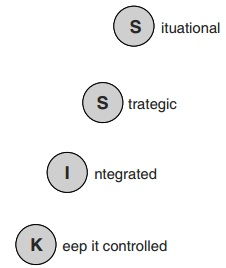 S ituational
S trategic
I ntegrated
K eep it controlled